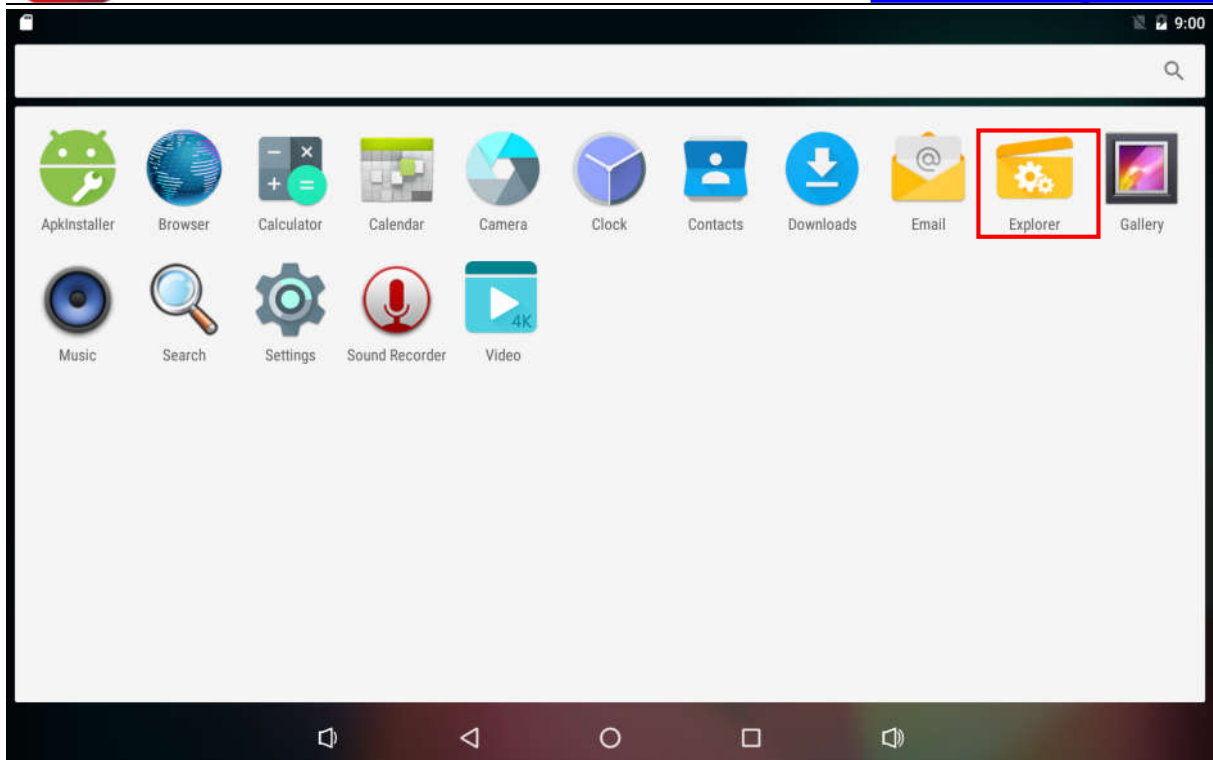 9:00
ApkInstaller Browser Calculator Calendar Camera Clock Contacts Downloads Email Explorer Gallery
4K
Music Search Settings Sound Recorder Video